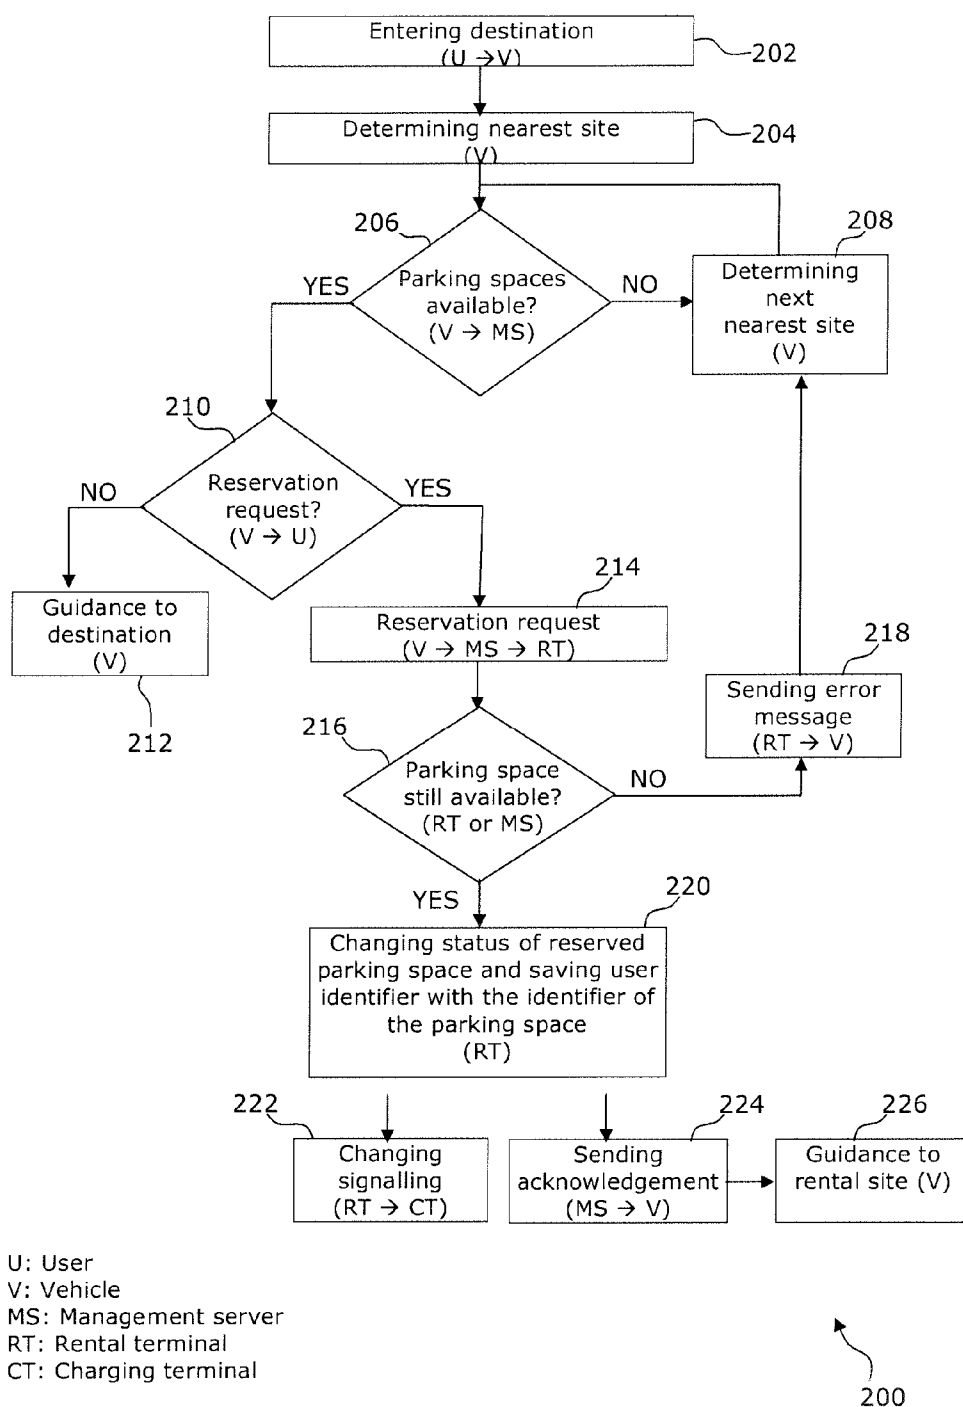 Entering destination
(U → V)
202
Determining nearest site
(V)
204
206
Parking spaces
available?
(V → MS)
YES
NO
208
Determining
next
nearest site
(V)
210
Reservation
request?
(V → U)
NO
YES
Guidance to
destination
(V)
212
214
Reservation request
(V → MS → RT)
216
Parking space
still available?
(RT or MS)
NO
YES
218
Sending error
message
(RT → V)
220
Changing status of reserved
parking space and saving user
identifier with the identifier of
the parking space
(RT)
222
Changing
signalling
(RT → CT)
224
Sending
acknowledgement
(MS → V)
226
Guidance to
rental site (V)
U: User
V: Vehicle
MS: Management server
RT: Rental terminal
CT: Charging terminal
200